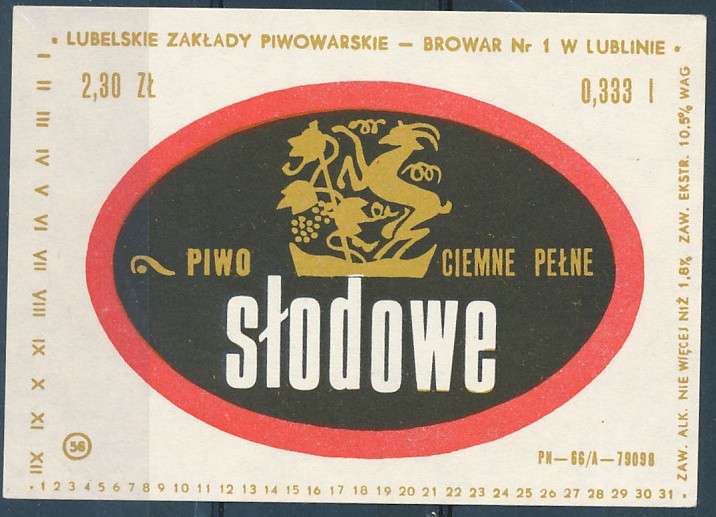 • LUBELSKIE ZAKŁADY PIWOWARSKIE — BROWAR Nr 1 W LUBLINIE •
2,30 ZŁ
0,333 l
PIWO
CIEMNE PEŁNE
słodowe
I II III IV V VI VII VIII IX X XI XII
ZAW. ALK. NIE WIĘCEJ NIŻ 1,8% ZAW. EKSTR. 10,5% WAG
56
PN—66/A—79098
• 1 2 3 4 5 6 7 8 9 10 11 12 13 14 15 16 17 18 19 20 21 22 23 24 25 26 27 28 29 30 31 •